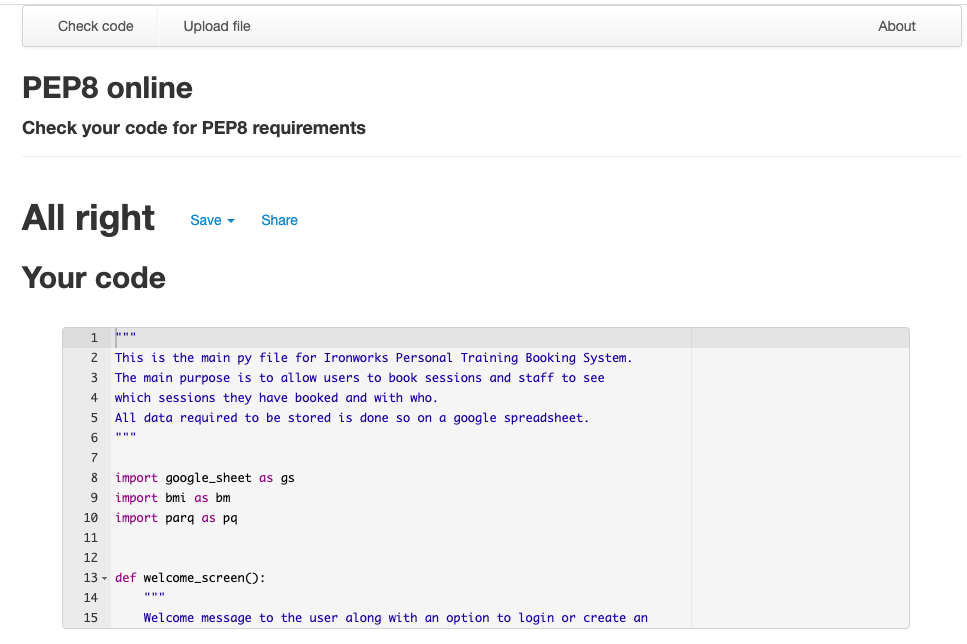 Check code Upload file About
PEP8 online
Check your code for PEP8 requirements
All right Save Share
Your code
1 """
2 This is the main py file for Ironworks Personal Training Booking System.
3 The main purpose is to allow users to book sessions and staff to see
4 which sessions they have booked and with who.
5 All data required to be stored is done so on a google spreadsheet.
6 """
7
8 import google_sheet as gs
9 import bmi as bm
10 import parq as pq
11
12
13 def welcome_screen():
14     """
15     Welcome message to the user along with an option to login or create an